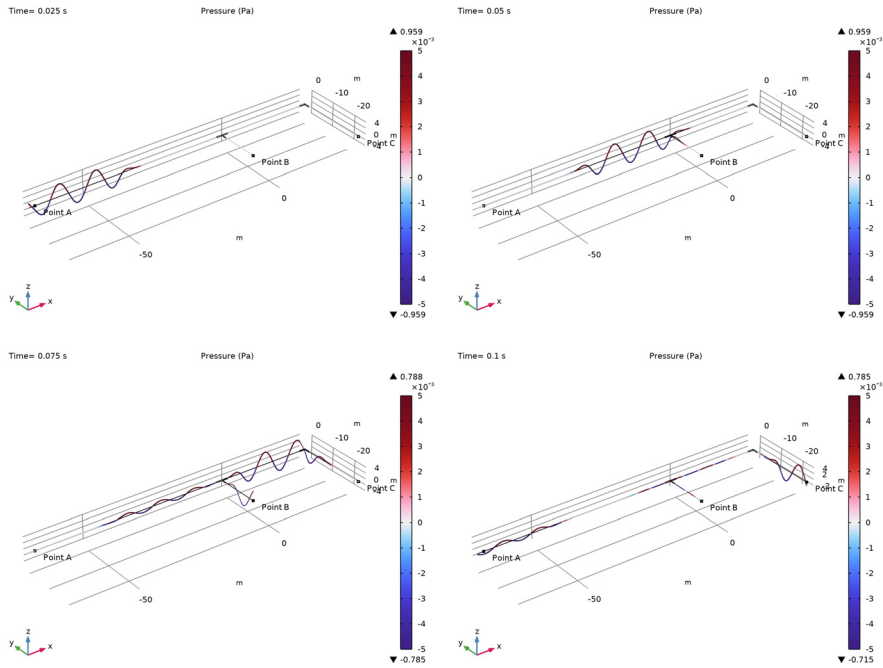 Time= 0.025 s Pressure (Pa)
▲ 0.959
×10⁻³
5
4
3
2
1
0
-1
-2
-3
-4
-5
▼ -0.959
0 m
-10
-20
4
0 m
Point C
-4
Point B
0
Point A
m
-50
z
y x
Time= 0.05 s Pressure (Pa)
▲ 0.959
×10⁻³
5
4
3
2
1
0
-1
-2
-3
-4
-5
▼ -0.959
0 m
-10
-20
4
0 m
Point C
-4
Point B
0
Point A
m
-50
z
y x
Time= 0.075 s Pressure (Pa)
▲ 0.788
×10⁻³
5
4
3
2
1
0
-1
-2
-3
-4
-5
▼ -0.785
0 m
-10
-20
4
0 m
Point C
-4
Point B
0
Point A
m
-50
z
y x
Time= 0.1 s Pressure (Pa)
▲ 0.785
×10⁻³
5
4
3
2
1
0
-1
-2
-3
-4
-5
▼ -0.715
0 m
-10
-20
4
2 m
Point C
Point B
0
Point A
m
-50
z
y x